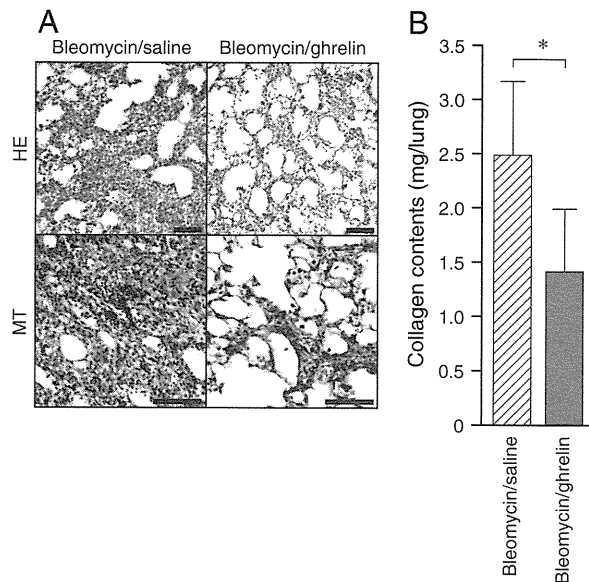 A
Bleomycin/saline
Bleomycin/ghrelin
HE
MT
B
Collagen contents (mg/lung)
3.5
3.0
2.5
2.0
1.5
1.0
0.5
0
*
Bleomycin/saline
Bleomycin/ghrelin